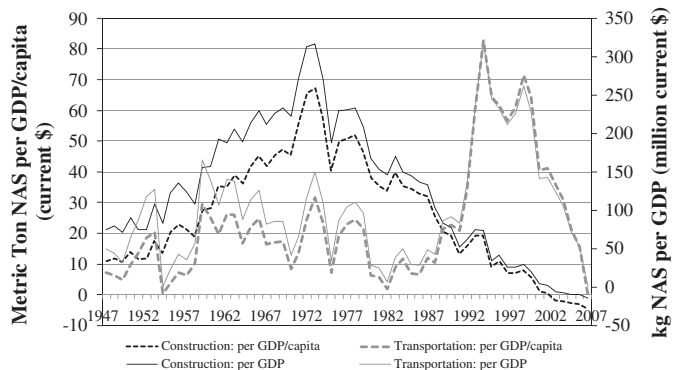 Metric Ton NAS per GDP/capita
(current $)
90
80
70
60
50
40
30
20
10
0
-10
350
300
250
200
150
100
50
0
-50
kg NAS per GDP (million current $)
1947 1952 1957 1962 1967 1972 1977 1982 1987 1992 1997 2002 2007
Construction: per GDP/capita
Transportation: per GDP/capita
Construction: per GDP
Transportation: per GDP